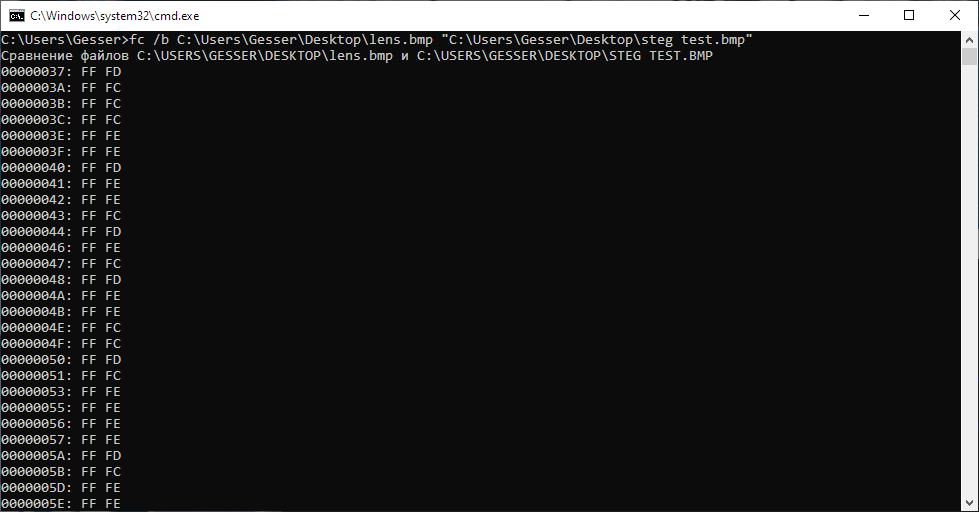 C:\Windows\system32\cmd.exe
C:\Users\Gesser>fc /b C:\Users\Gesser\Desktop\lens.bmp "C:\Users\Gesser\Desktop\steg test.bmp"
Сравнение файлов C:\USERS\GESSER\DESKTOP\lens.bmp и C:\USERS\GESSER\DESKTOP\STEG TEST.BMP
00000037: FF FD
0000003A: FF FC
0000003B: FF FC
0000003C: FF FC
0000003E: FF FE
0000003F: FF FE
00000040: FF FD
00000041: FF FE
00000042: FF FE
00000043: FF FC
00000044: FF FD
00000046: FF FE
00000047: FF FC
00000048: FF FD
0000004A: FF FE
0000004B: FF FE
0000004E: FF FC
0000004F: FF FC
00000050: FF FD
00000051: FF FC
00000053: FF FE
00000055: FF FE
00000056: FF FE
00000057: FF FE
0000005A: FF FD
0000005B: FF FC
0000005D: FF FE
0000005E: FF FE